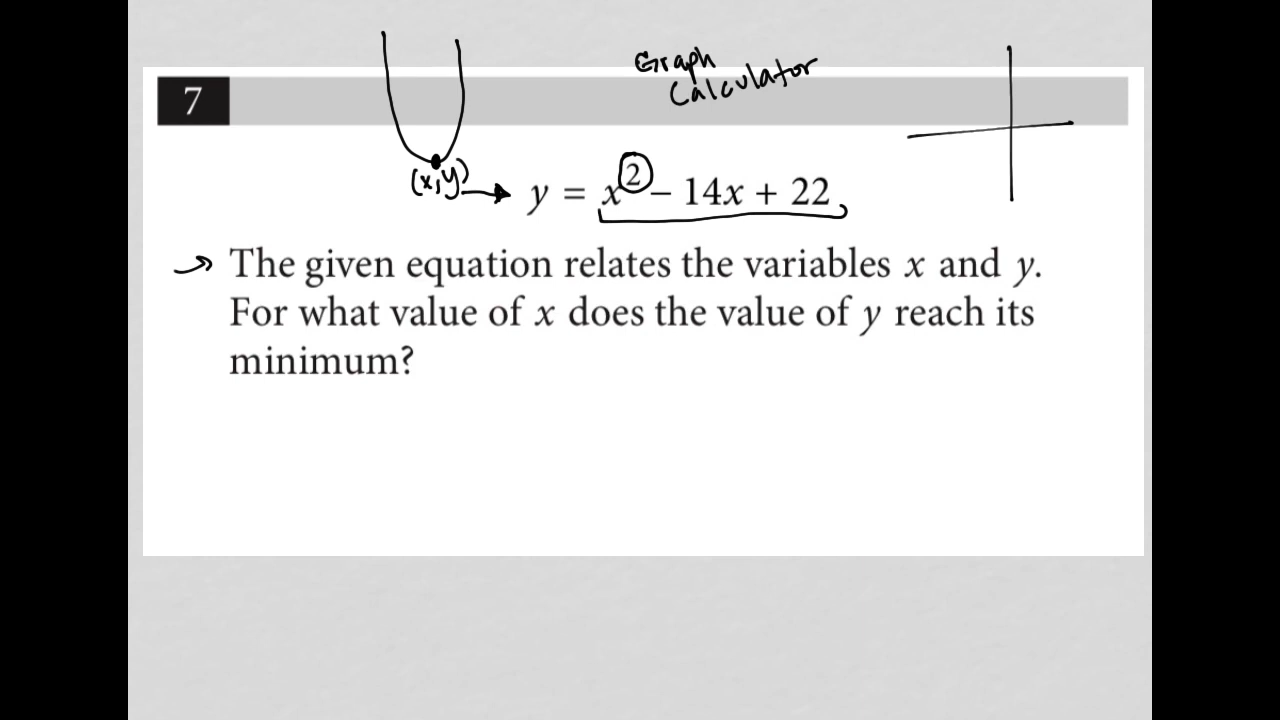 Graph
Calculator
7
(x,y)
y = x² − 14x + 22
The given equation relates the variables x and y.
For what value of x does the value of y reach its
minimum?